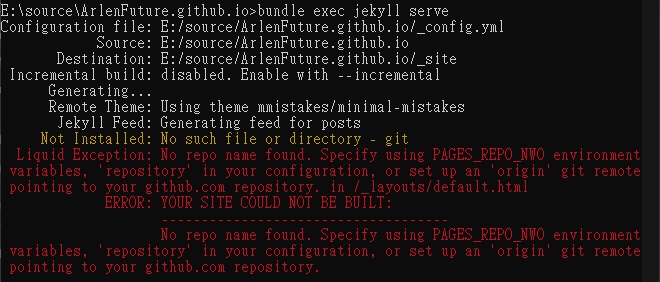 E:\source\ArlenFuture.github.io>bundle exec jekyll serve
Configuration file: E:/source/ArlenFuture.github.io/_config.yml
Source: E:/source/ArlenFuture.github.io
Destination: E:/source/ArlenFuture.github.io/_site
Incremental build: disabled. Enable with --incremental
Generating...
Remote Theme: Using theme mmistakes/minimal-mistakes
Jekyll Feed: Generating feed for posts
Not Installed: No such file or directory - git
Liquid Exception: No repo name found. Specify using PAGES_REPO_NWO environment
variables, 'repository' in your configuration, or set up an 'origin' git remote
pointing to your github.com repository. in /_layouts/default.html
ERROR: YOUR SITE COULD NOT BE BUILT:
------------------------------------
No repo name found. Specify using PAGES_REPO_NWO environment
variables, 'repository' in your configuration, or set up an 'origin' git remote
pointing to your github.com repository.